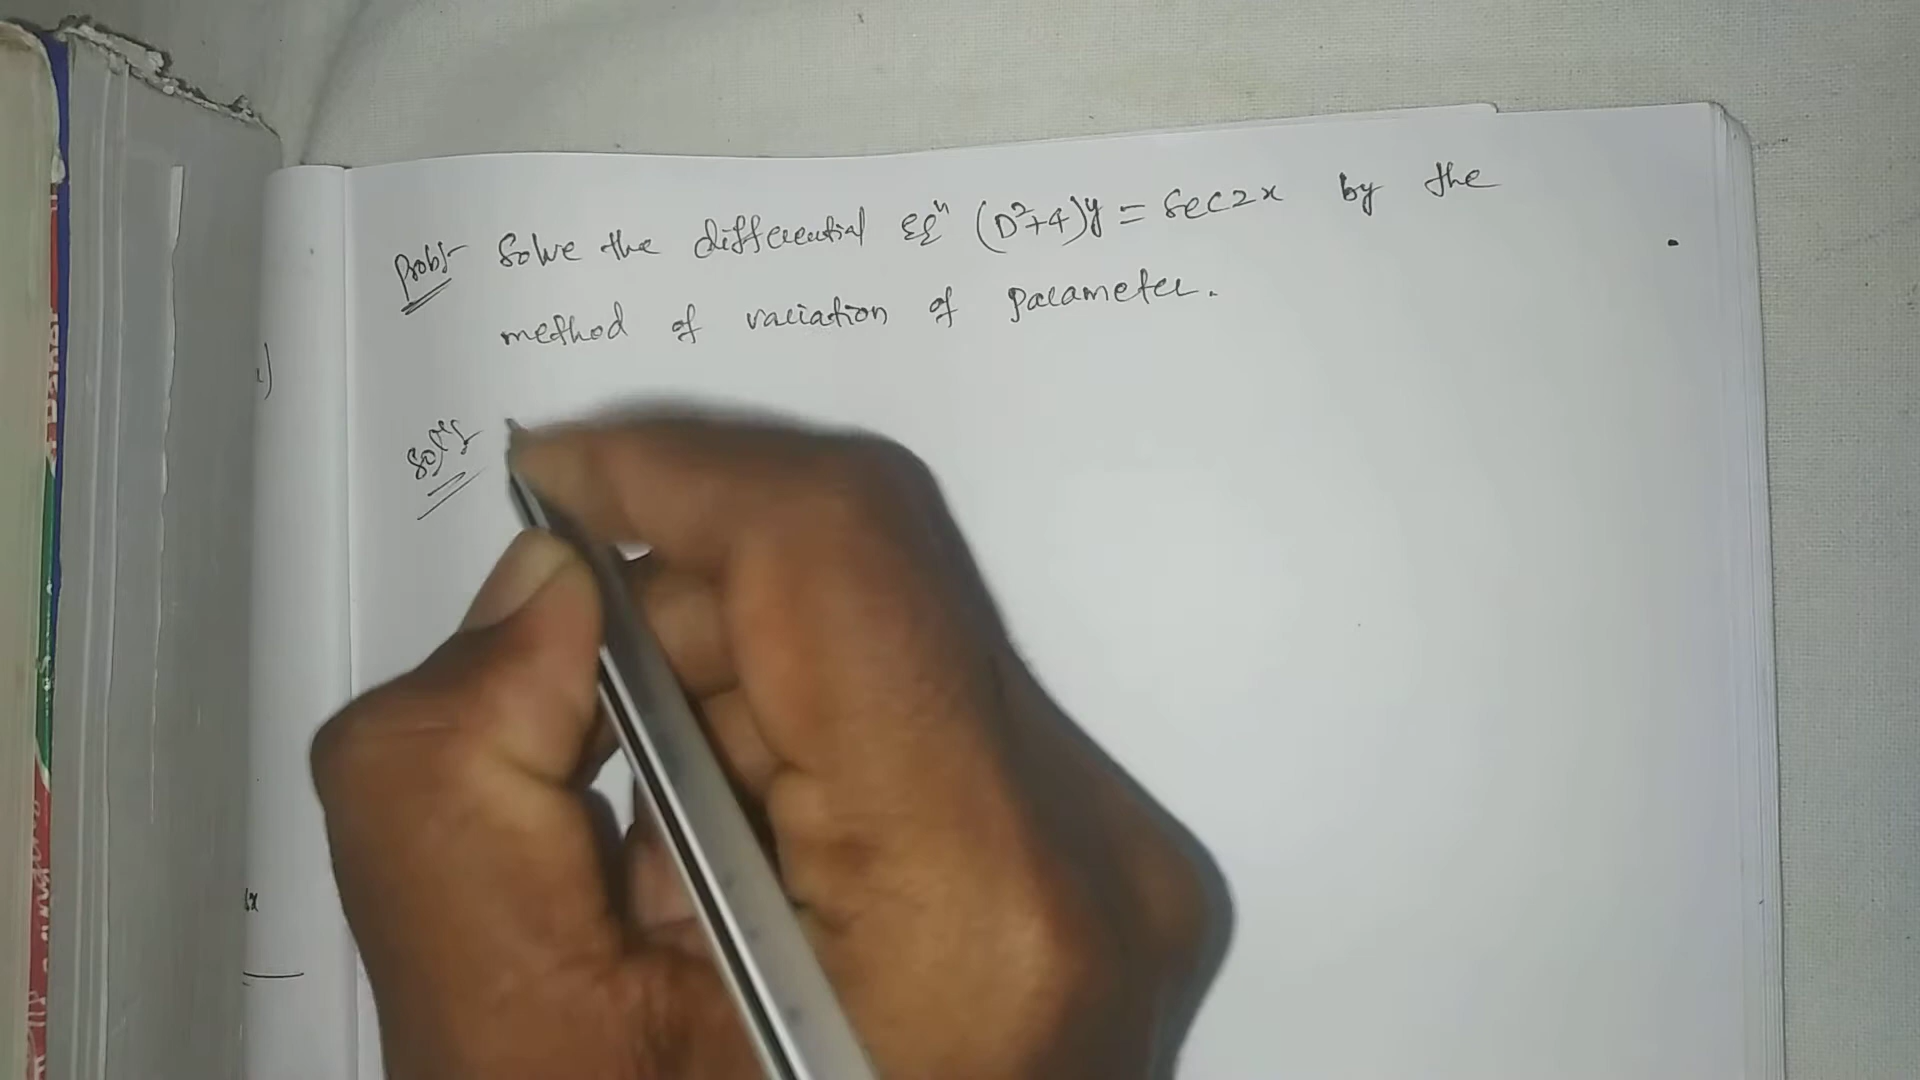 Prob:- Solve the differential Eqⁿ (D²+4)y = sec2x by the
method of variation of parameter.
Solⁿ:-